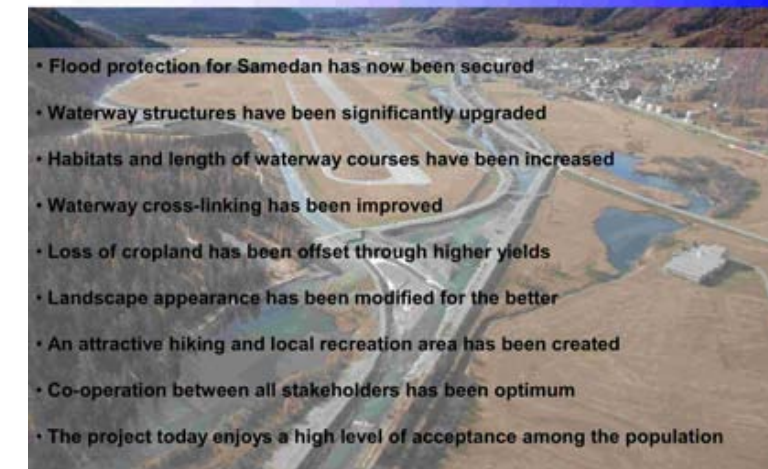 • Flood protection for Samedan has now been secured
• Waterway structures have been significantly upgraded
• Habitats and length of waterway courses have been increased
• Waterway cross-linking has been improved
• Loss of cropland has been offset through higher yields
• Landscape appearance has been modified for the better
• An attractive hiking and local recreation area has been created
• Co-operation between all stakeholders has been optimum
• The project today enjoys a high level of acceptance among the population